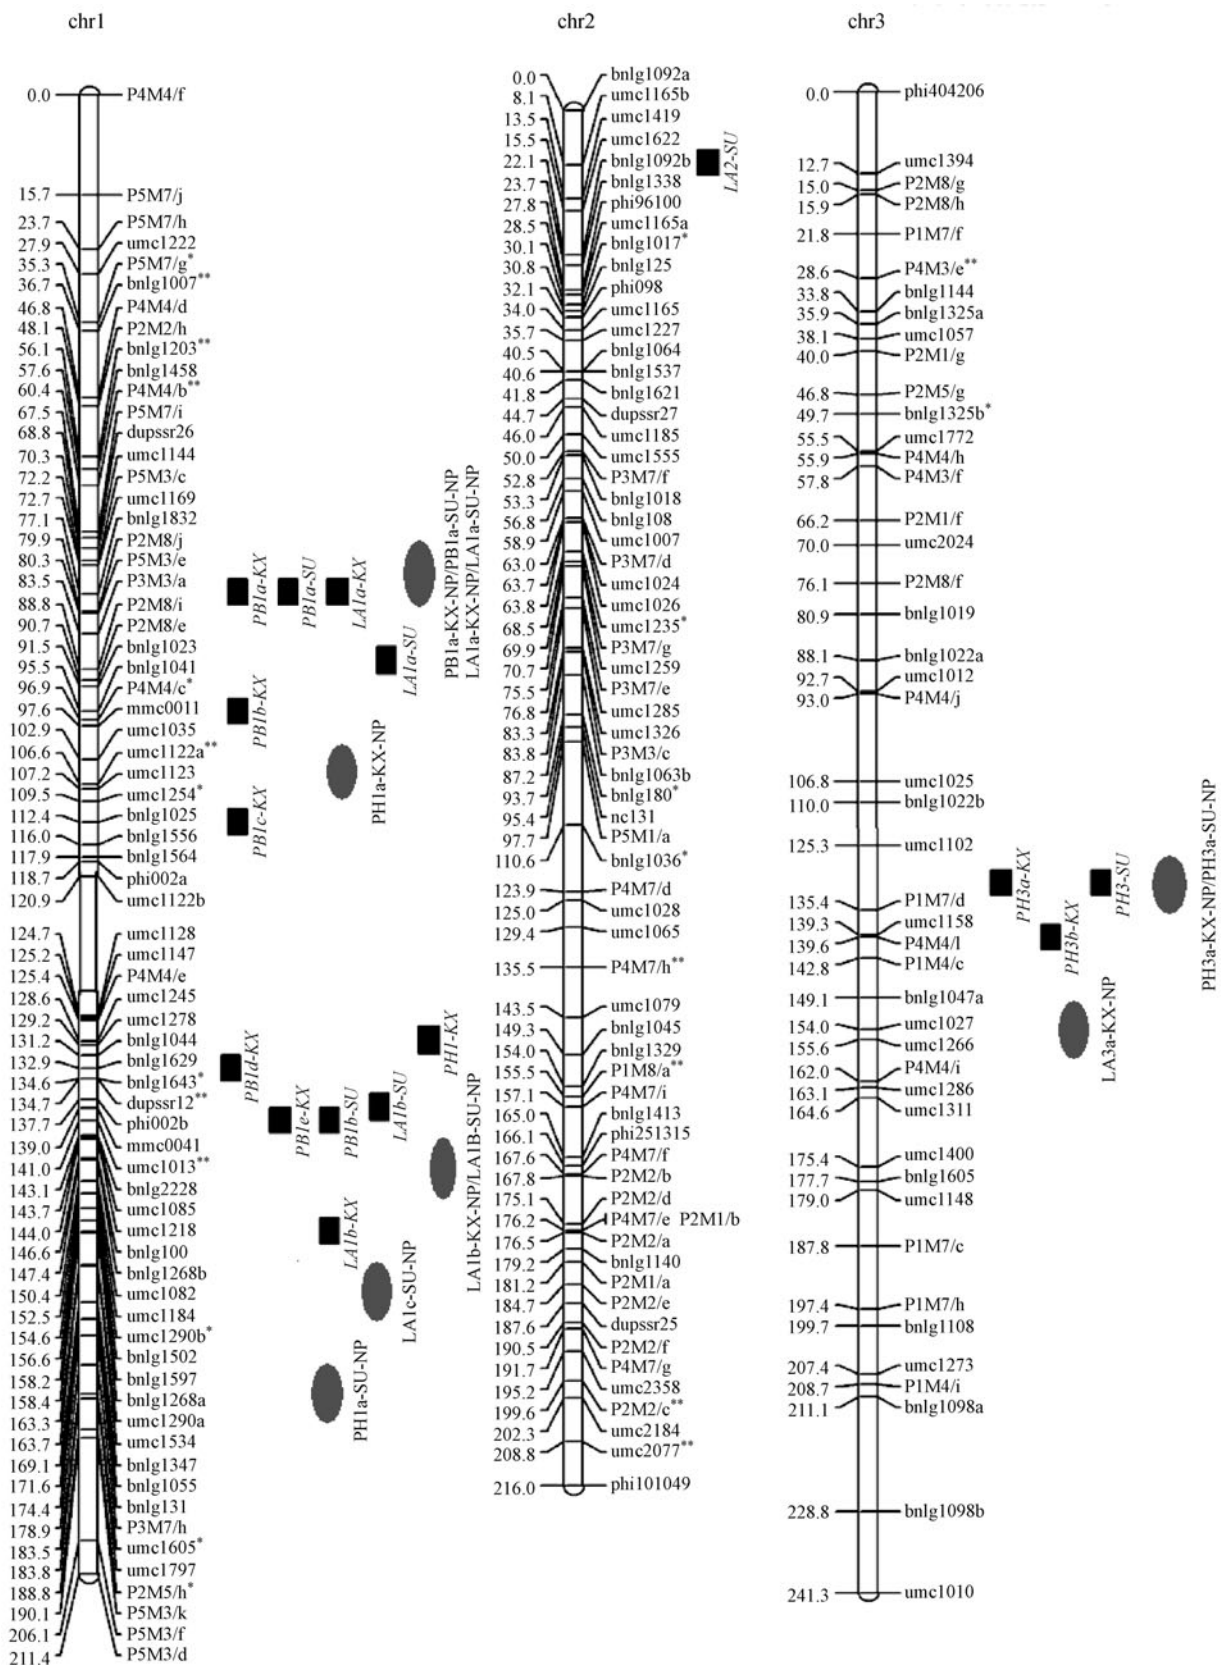 chr1
0.0 P4M4/f
15.7 P5M7/j
23.7 P5M7/h
27.9 umc1222
35.3 P5M7/g*
36.7 bnlg1007**
46.8 P4M4/d
48.1 P2M2/h
56.1 bnlg1203**
57.6 bnlg1458
60.4 P4M4/b**
67.5 P5M7/i
68.8 dupssr26
70.3 umc1144
72.2 P5M3/c
72.7 umc1169
77.1 bnlg1832
79.9 P2M8/j
80.3 P5M3/e
83.5 P3M3/a
88.8 P2M8/i
90.7 P2M8/e
91.5 bnlg1023
95.5 bnlg1041
96.9 P4M4/c*
97.6 mmc0011
102.9 umc1035
106.6 umc1122a**
107.2 umc1123
109.5 umc1254*
112.4 bnlg1025
116.0 bnlg1556
117.9 bnlg1564
118.7 phi002a
120.9 umc1122b
124.7 umc1128
125.2 umc1147
125.4 P4M4/e
128.6 umc1245
129.2 umc1278
131.2 bnlg1044
132.9 bnlg1629
134.6 bnlg1643*
134.7 dupssr12**
137.7 phi002b
139.0 mmc0041
141.0 umc1013**
143.1 bnlg2228
143.7 umc1085
144.0 umc1218
146.6 bnlg100
147.4 bnlg1268b
150.4 umc1082
152.5 umc1184
154.6 umc1290b*
156.6 bnlg1502
158.2 bnlg1597
158.4 bnlg1268a
163.3 umc1290a
163.7 umc1534
169.1 bnlg1347
171.6 bnlg1055
174.4 bnlg131
178.9 P3M7/h
183.5 umc1605*
183.8 umc1797
188.8 P2M5/h*
190.1 P5M3/k
206.1 P5M3/f
211.4 P5M3/d
PB1a-KX
PB1a-SU
LA1a-KX
PB1a-KX-NP/PB1a-SU-NP
LA1a-KX-NP/LA1a-SU-NP
LA1a-SU
PB1b-KX
PH1a-KX-NP
PB1c-KX
PH1-KX
PB1d-KX
PB1e-KX
PB1b-SU
LA1b-SU
LA1b-KX-NP/LA1B-SU-NP
LA1b-KX
LA1c-SU-NP
PH1a-SU-NP
chr2
0.0 bnlg1092a
8.1 umc1165b
13.5 umc1419
15.5 umc1622
22.1 bnlg1092b
23.7 bnlg1338
27.8 phi96100
28.5 umc1165a
30.1 bnlg1017*
30.8 bnlg125
32.1 phi098
34.0 umc1165
35.7 umc1227
40.5 bnlg1064
40.6 bnlg1537
41.8 bnlg1621
44.7 dupssr27
46.0 umc1185
50.0 umc1555
52.8 P3M7/f
53.3 bnlg1018
56.8 bnlg108
58.9 umc1007
63.0 P3M7/d
63.7 umc1024
63.8 umc1026
68.5 umc1235*
69.9 P3M7/g
70.7 umc1259
75.5 P3M7/e
76.8 umc1285
83.3 umc1326
83.8 P3M3/c
87.2 bnlg1063b
93.7 bnlg180*
95.4 nc131
97.7 P5M1/a
110.6 bnlg1036*
123.9 P4M7/d
125.0 umc1028
129.4 umc1065
135.5 P4M7/h**
143.5 umc1079
149.3 bnlg1045
154.0 bnlg1329
155.5 P1M8/a**
157.1 P4M7/i
165.0 bnlg1413
166.1 phi251315
167.6 P4M7/f
167.8 P2M2/b
175.1 P2M2/d
176.2 P4M7/e P2M1/b
176.5 P2M2/a
179.2 bnlg1140
181.2 P2M1/a
184.7 P2M2/e
187.6 dupssr25
190.5 P2M2/f
191.7 P4M7/g
195.2 umc2358
199.6 P2M2/c**
202.3 umc2184
208.8 umc2077**
216.0 phi101049
LA2-SU
chr3
0.0 phi404206
12.7 umc1394
15.0 P2M8/g
15.9 P2M8/h
21.8 P1M7/f
28.6 P4M3/e**
33.8 bnlg1144
35.9 bnlg1325a
38.1 umc1057
40.0 P2M1/g
46.8 P2M5/g
49.7 bnlg1325b*
55.5 umc1772
55.9 P4M4/h
57.8 P4M3/f
66.2 P2M1/f
70.0 umc2024
76.1 P2M8/f
80.9 bnlg1019
88.1 bnlg1022a
92.7 umc1012
93.0 P4M4/j
106.8 umc1025
110.0 bnlg1022b
125.3 umc1102
135.4 P1M7/d
139.3 umc1158
139.6 P4M4/l
142.8 P1M4/c
149.1 bnlg1047a
154.0 umc1027
155.6 umc1266
162.0 P4M4/i
163.1 umc1286
164.6 umc1311
175.4 umc1400
177.7 bnlg1605
179.0 umc1148
187.8 P1M7/c
197.4 P1M7/h
199.7 bnlg1108
207.4 umc1273
208.7 P1M4/i
211.1 bnlg1098a
228.8 bnlg1098b
241.3 umc1010
PH3a-KX
PH3b-KX
PH3-SU
PH3a-KX-NP/PH3a-SU-NP
LA3a-KX-NP